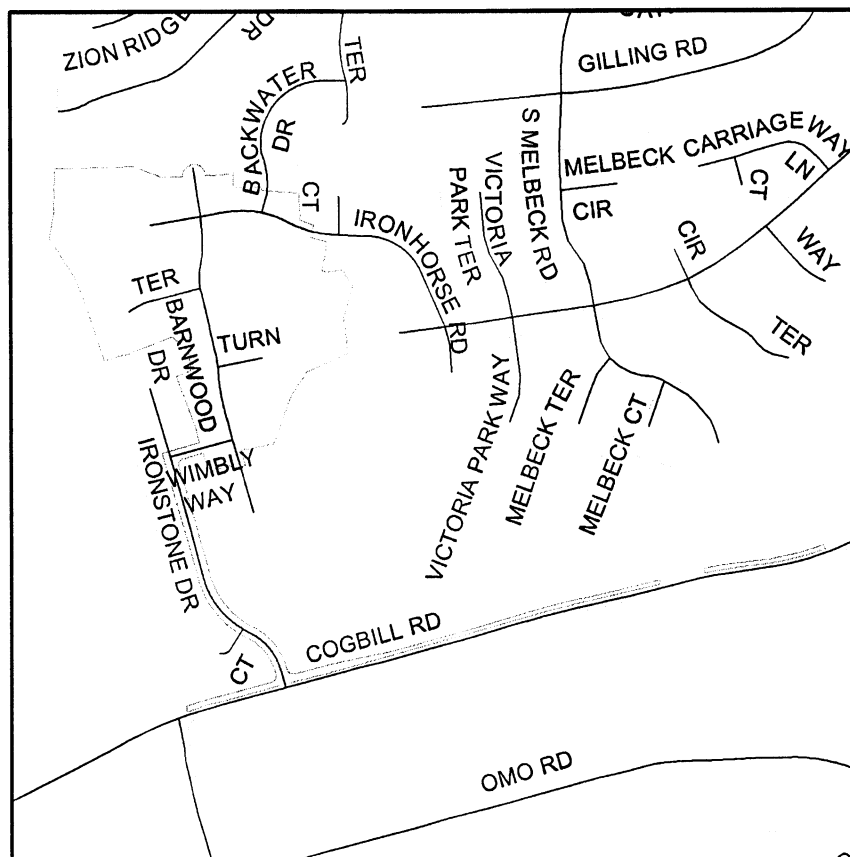 ZION RIDGE
DR
TER
GILLING RD
BACKWATER
DR
S MELBECK RD
MELBECK
CIR
CARRIAGE WAY
LN
CT
WAY
CT
IRON HORSE RD
VICTORIA
PARK TER
CIR
TER
TER
BARNWOOD
TURN
DR
VICTORIA PARKWAY
MELBECK TER
MELBECK CT
IRONSTONE DR
WIMBLY
WAY
COGBILL RD
CT
OMO RD